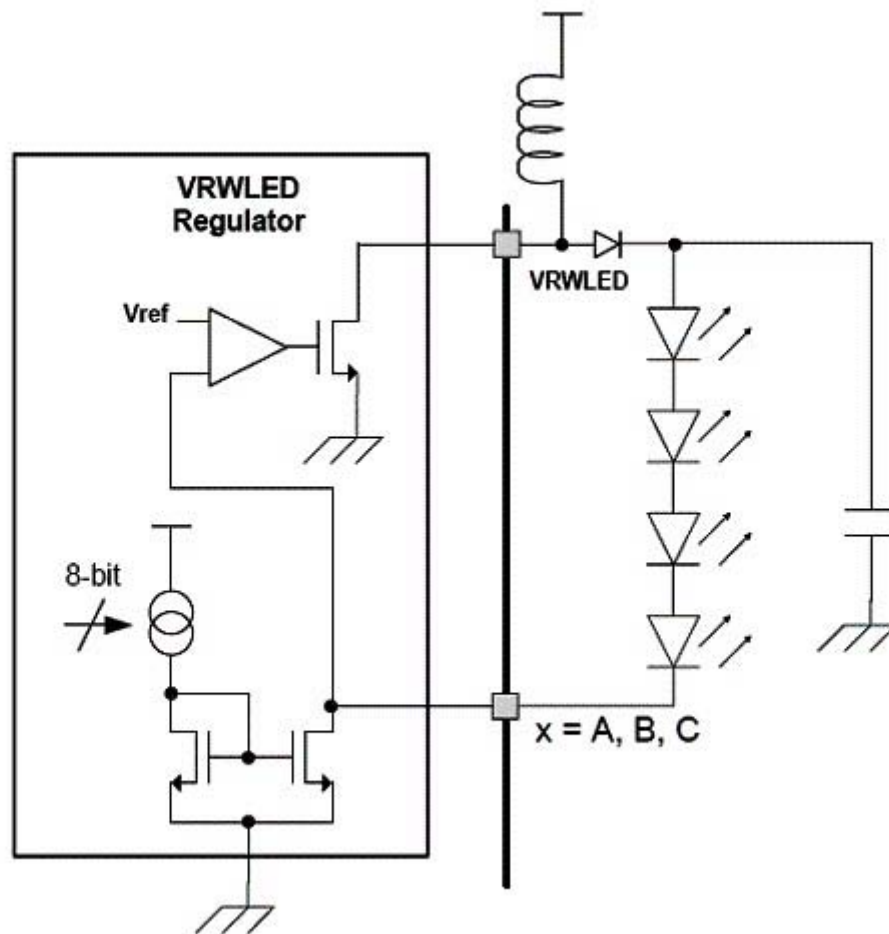 VRWLED
Regulator
VRWLED
Vref
8-bit
x = A, B, C